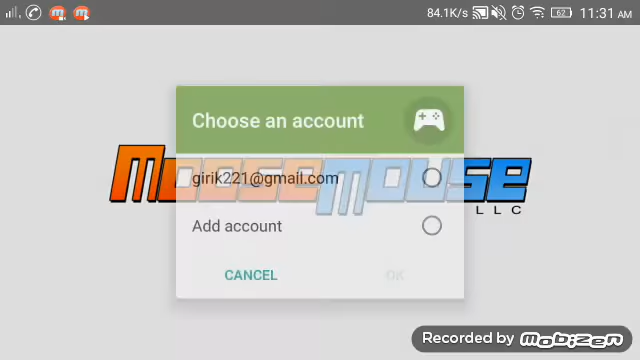 84.1K/s 62 11:31 AM
Choose an account
MOOSEMOUSE
LLC
girik221@gmail.com
Add account
CANCEL OK
Recorded by mobizen